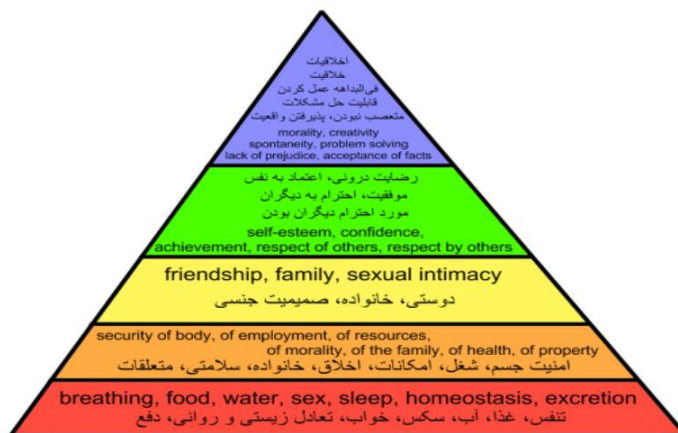 اخلاقیات
خلاقیت
فی‌البداهه عمل کردن
قابلیت حل مشکلات
متعصب نبودن، پذیرفتن واقعیت
morality, creativity
spontaneity, problem solving
lack of prejudice, acceptance of facts
رضایت درونی، اعتماد به نفس
موفقیت، احترام به دیگران
مورد احترام دیگران بودن
self-esteem, confidence,
achievement, respect of others, respect by others
friendship, family, sexual intimacy
دوستی، خانواده، صمیمیت جنسی
security of body, of employment, of resources,
of morality, of the family, of health, of property
امنیت جسم، شغل، امکانات، اخلاق، خانواده، سلامتی، متعلقات
breathing, food, water, sex, sleep, homeostasis, excretion
تنفس، غذا، آب، سکس، خواب، تعادل زیستی و روانی، دفع